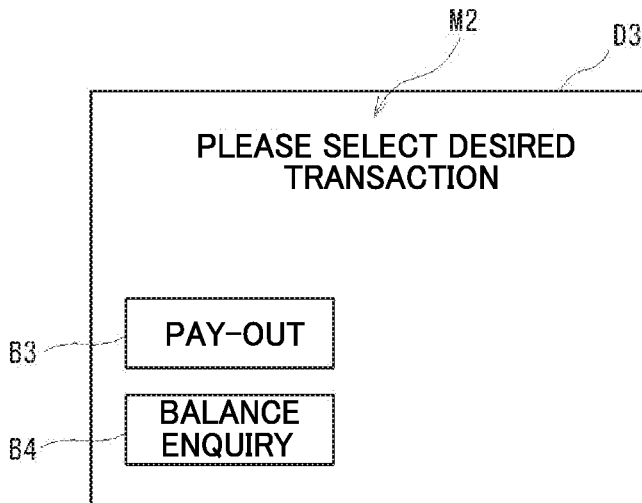 M2
D3
PLEASE SELECT DESIRED
TRANSACTION
B3
PAY-OUT
B4
BALANCE
ENQUIRY